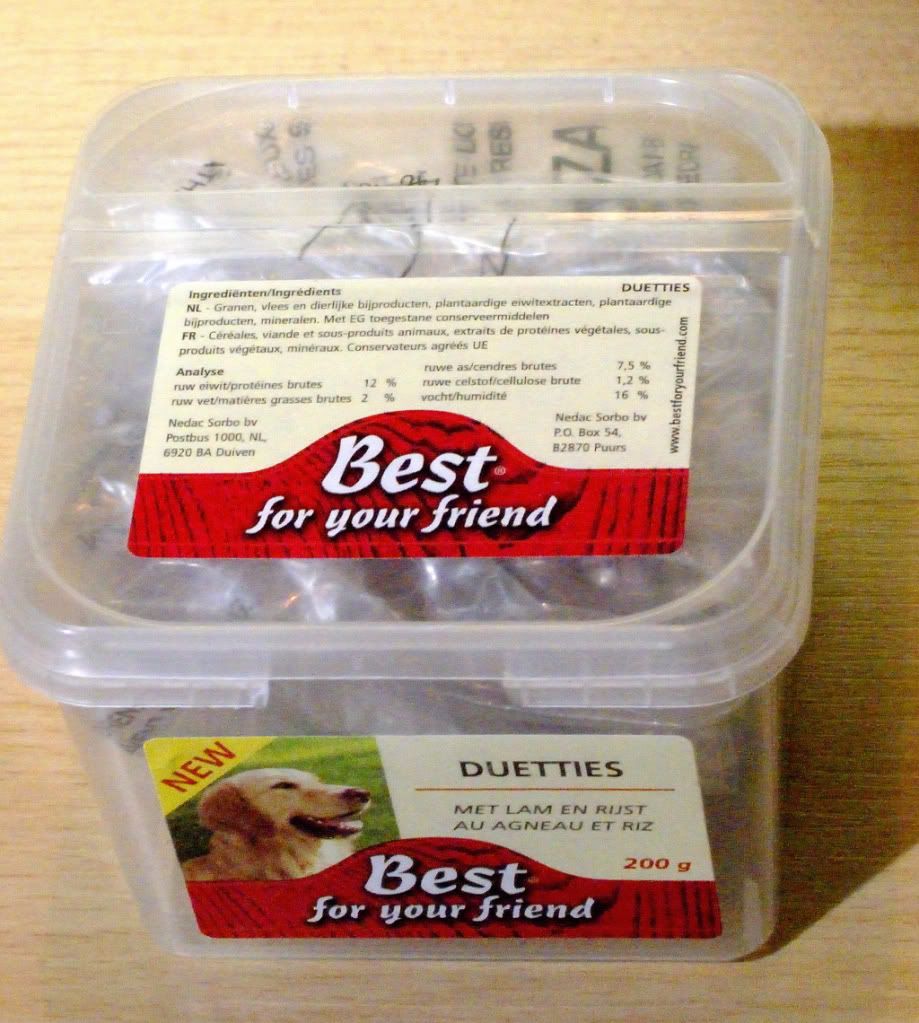 Ingrediënten/Ingrédients
DUETTIES
NL - Granen, vlees en dierlijke bijproducten, plantaardige eiwitextracten, plantaardige
bijproducten, mineralen. Met EG toegestane conserveermiddelen
FR - Céréales, viande et sous-produits animaux, extraits de protéines végétales, sous-
produits végétaux, minéraux. Conservateurs agréés UE
Analyse
ruw eiwit/protéines brutes 12 %
ruw vet/matières grasses brutes 2 %
ruwe as/cendres brutes 7,5 %
ruwe celstof/cellulose brute 1,2 %
vocht/humidité 16 %
Nedac Sorbo bv
Postbus 1000, NL,
6920 BA Duiven
Nedac Sorbo bv
P.O. Box 54,
B2870 Puurs
www.bestforyourfriend.com
Best®
for your friend
NEW
DUETTIES
MET LAM EN RIJST
AU AGNEAU ET RIZ
200 g
Best®
for your friend